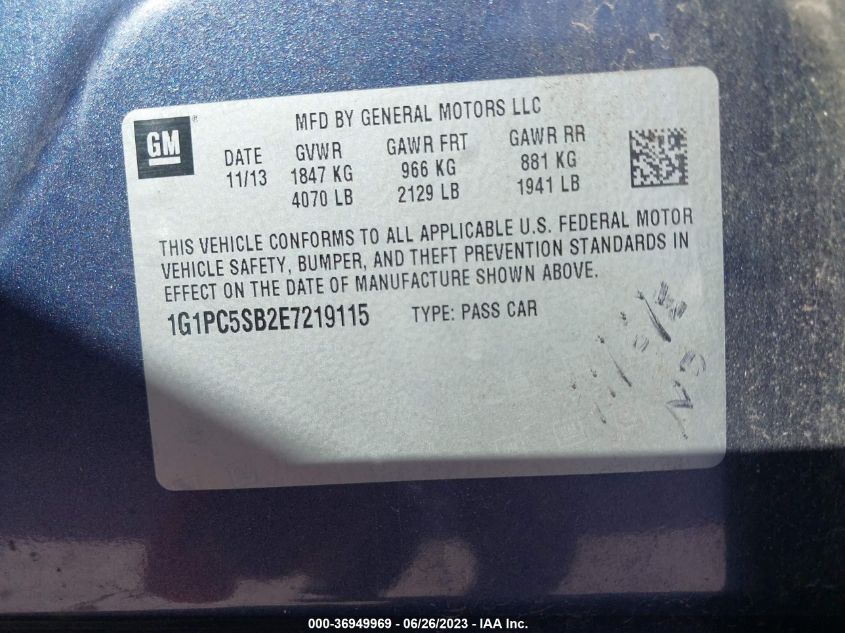 GM
MFD BY GENERAL MOTORS LLC
DATE GVWR GAWR FRT GAWR RR
11/13 1847 KG 966 KG 881 KG
4070 LB 2129 LB 1941 LB
THIS VEHICLE CONFORMS TO ALL APPLICABLE U.S. FEDERAL MOTOR
VEHICLE SAFETY, BUMPER, AND THEFT PREVENTION STANDARDS IN
EFFECT ON THE DATE OF MANUFACTURE SHOWN ABOVE.
1G1PC5SB2E7219115 TYPE: PASS CAR
000-36949969 - 06/26/2023 - IAA Inc.